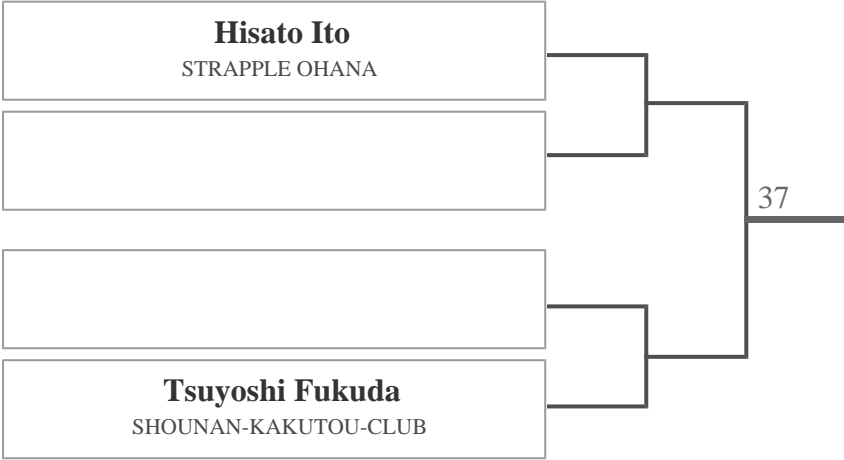 Hisato Ito
STRAPPLE OHANA
37
Tsuyoshi Fukuda
SHOUNAN-KAKUTOU-CLUB